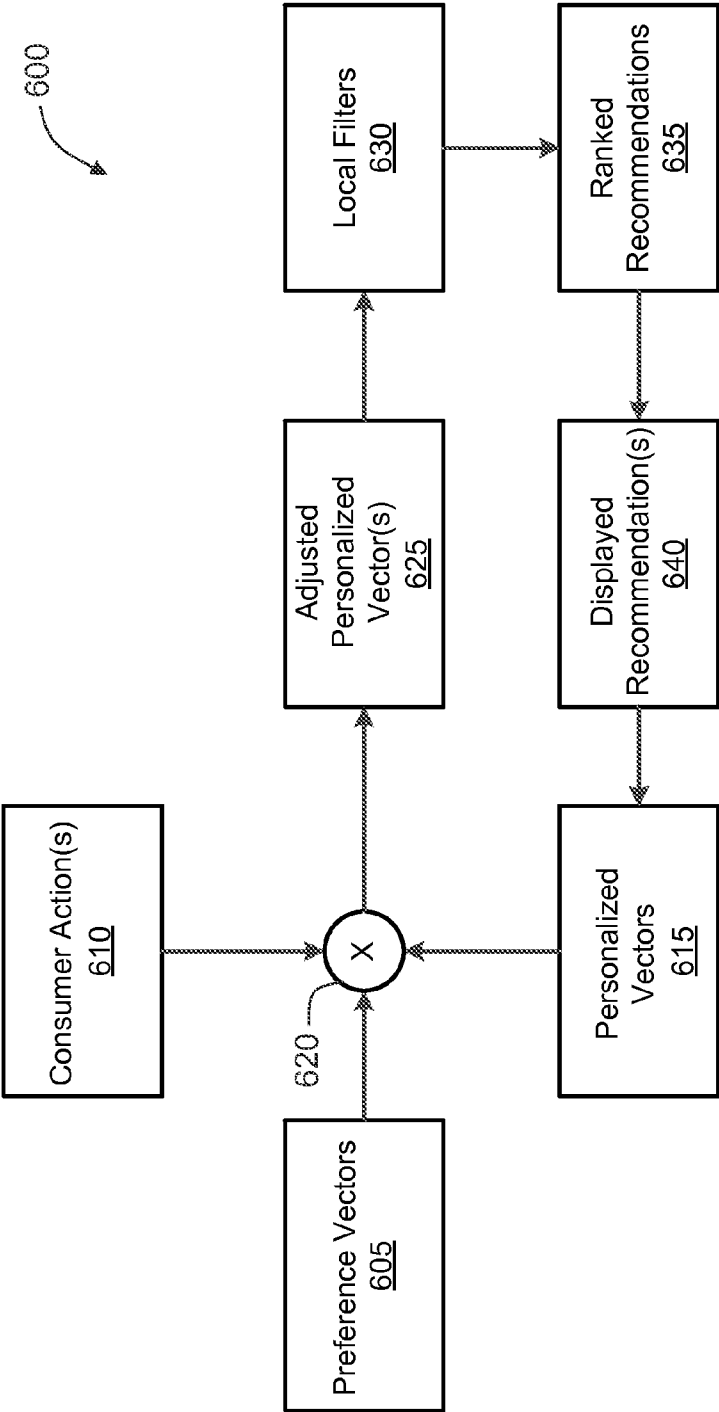 600
Consumer Action(s)
610
Preference Vectors
605
620
X
Adjusted
Personalized
Vector(s)
625
Local Filters
630
Personalized
Vectors
615
Displayed
Recommendation(s)
640
Ranked
Recommendations
635